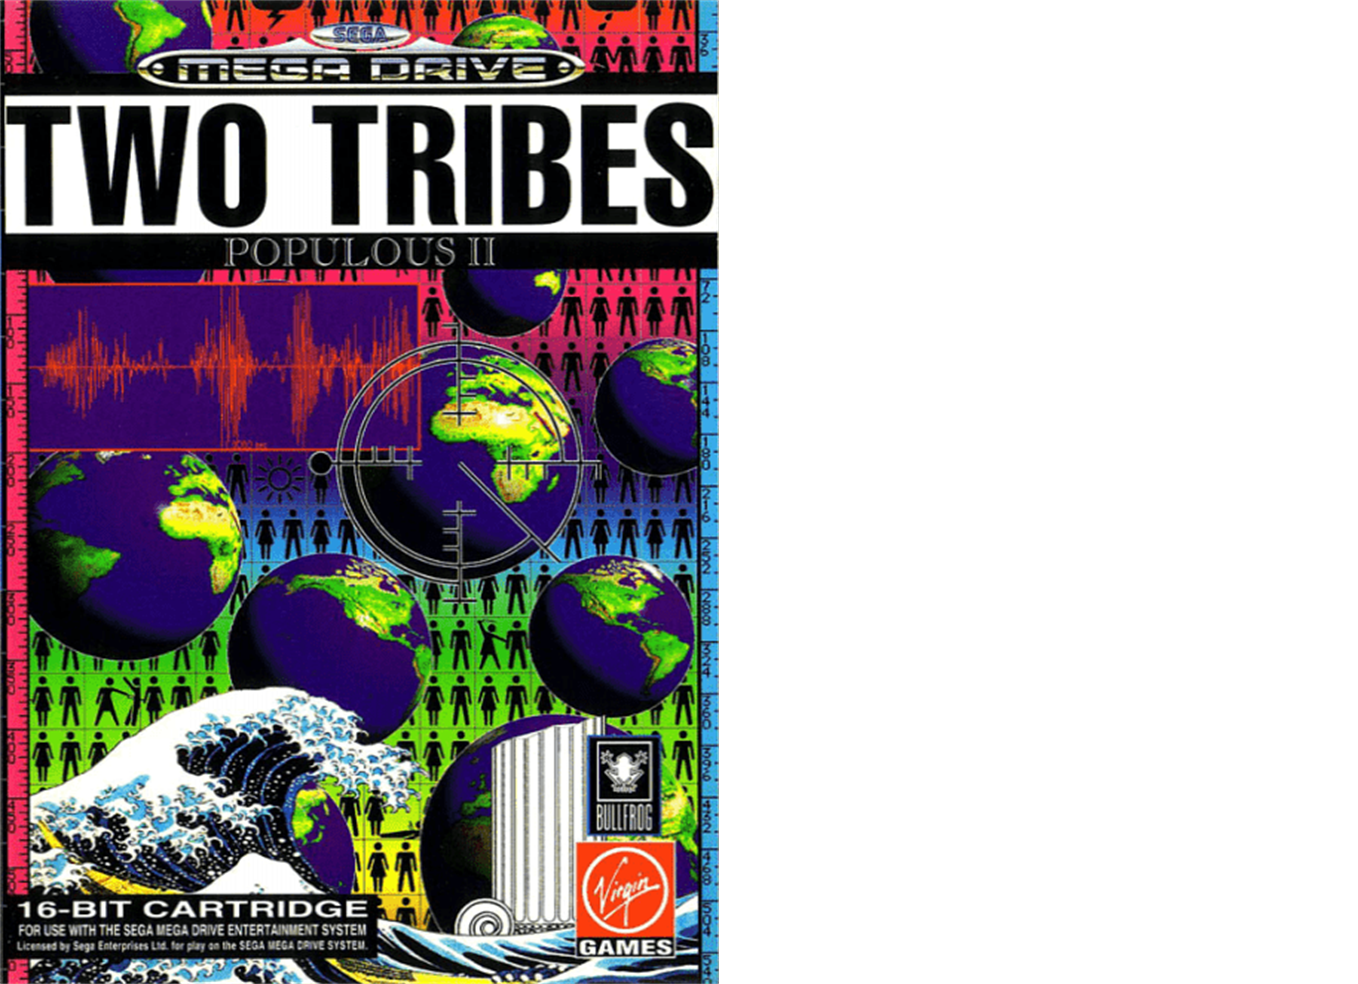 SEGA
MEGA DRIVE
TWO TRIBES
POPULOUS II
72
108
144
180
216
252
288
324
360
396
432
468
504
BULLFROG
Virgin
GAMES
16-BIT CARTRIDGE
FOR USE WITH THE SEGA MEGA DRIVE ENTERTAINMENT SYSTEM
Licensed by Sega Enterprises Ltd. for play on the SEGA MEGA DRIVE SYSTEM.